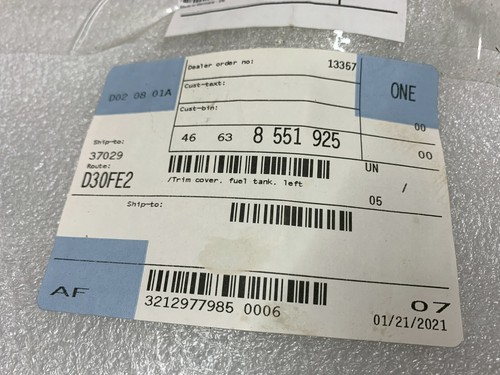 Dealer order no: 13357
D02 08 01A
Cust-text:
ONE
Cust-bin:
00
46 63 8 551 925
00
Ship-to:
37029
Route:
D30FE2
/Trim cover, fuel tank, left
UN /
05
Ship-to:
AF
3212977985 0006
07
01/21/2021